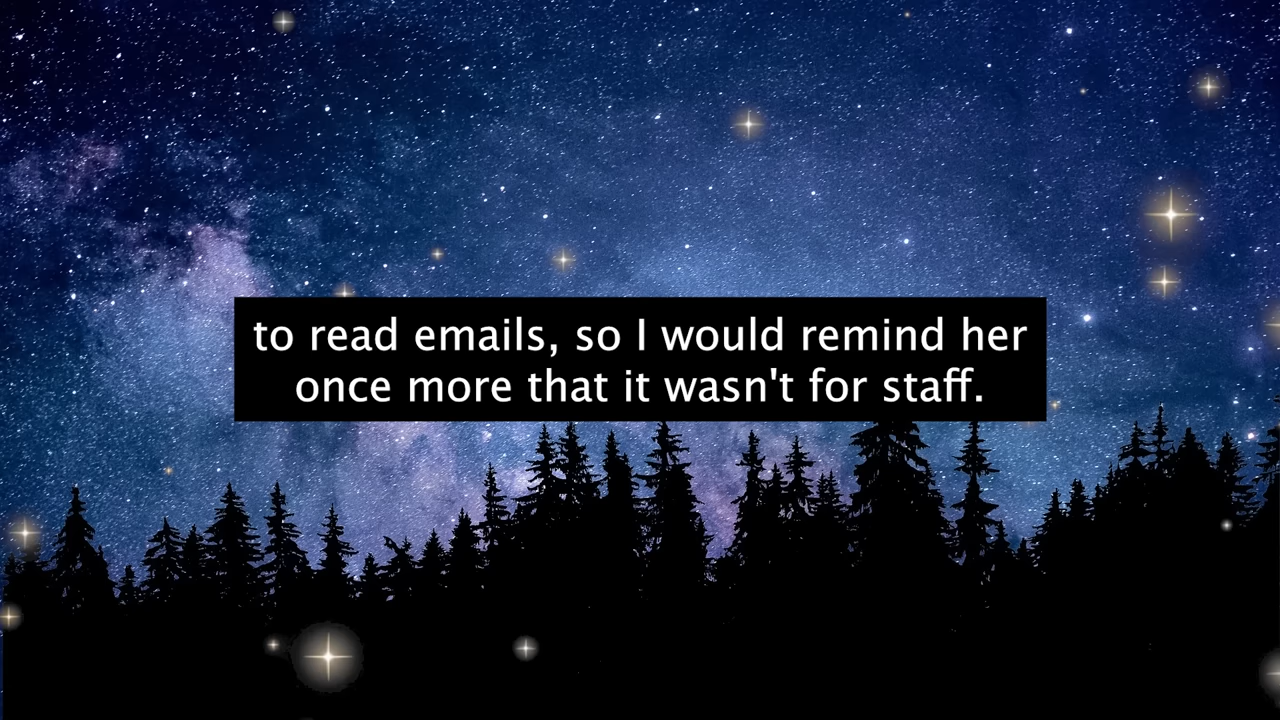 to read emails, so I would remind her
once more that it wasn't for staff.